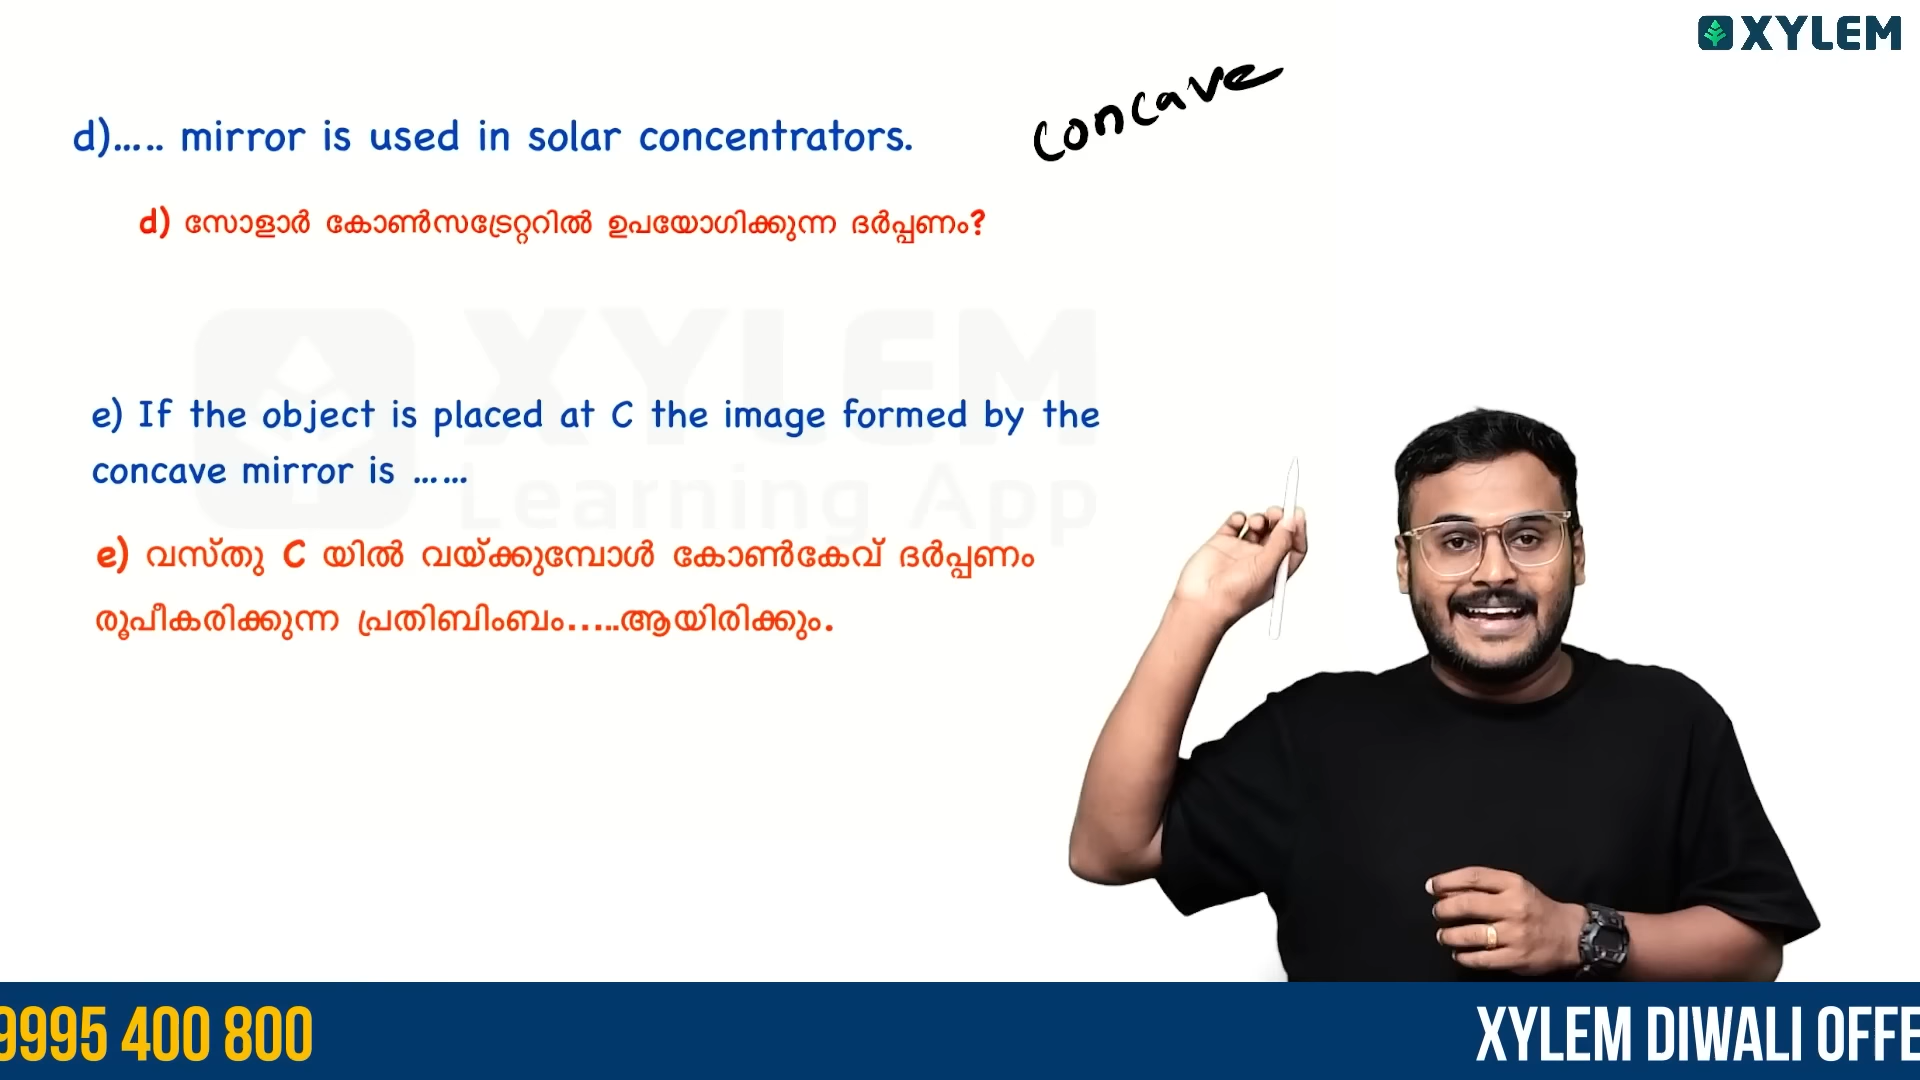 XYLEM
concave
d)..... mirror is used in solar concentrators.
d) സോളാർ കോൺസട്രേറ്ററിൽ ഉപയോഗിക്കുന്ന ദർപ്പണം?
XYLEM
Learning App
e) If the object is placed at C the image formed by the
concave mirror is ......
e) വസ്തു C യിൽ വയ്ക്കുമ്പോൾ കോൺകേവ് ദർപ്പണം
രൂപീകരിക്കുന്ന പ്രതിബിംബം.....ആയിരിക്കും.
9995 400 800
XYLEM DIWALI OFFE